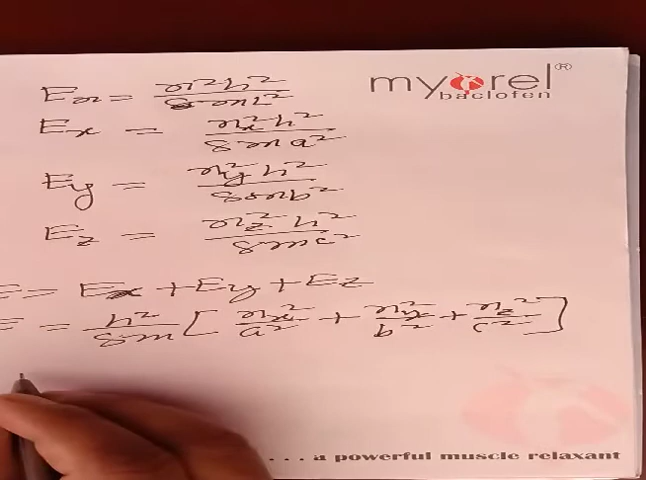 myorel®
baclofen
En = n²h² / 8mL²
Ex = nx²h² / 8ma²
Ey = ny²h² / 8mb²
Ez = nz²h² / 8mc²
E = Ex + Ey + Ez
E = h²/8m [ nx²/a² + ny²/b² + nz²/c² ]
. . . a powerful muscle relaxant